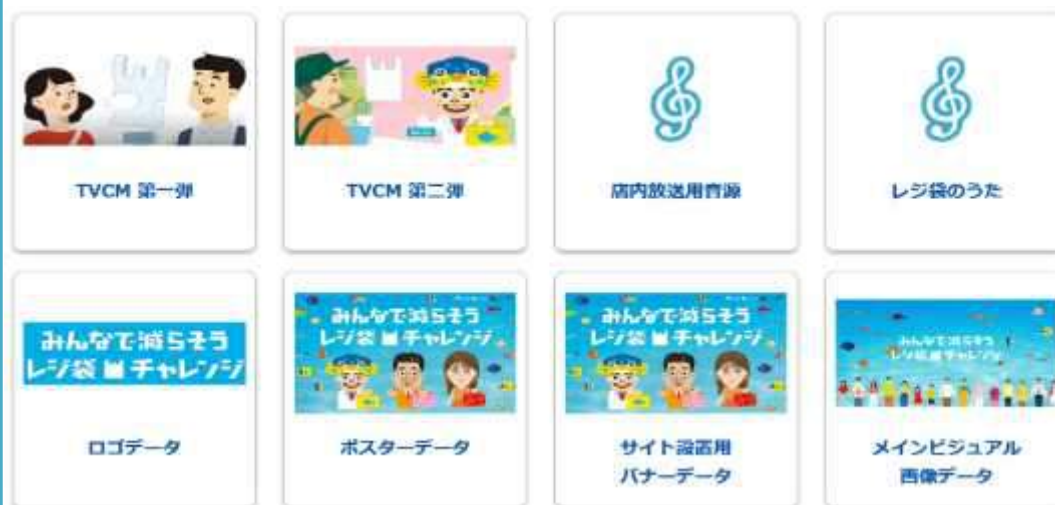 TVCM 第一弾
TVCM 第二弾
店内放送用音源
レジ袋のうた
みんなで減らそう
レジ袋チャレンジ
みんなで減らそう
レジ袋チャレンジ
みんなで減らそう
レジ袋チャレンジ
みんなで減らそう
レジ袋チャレンジ
ロゴデータ
ポスターデータ
サイト設置用
バナーデータ
メインビジュアル
画像データ